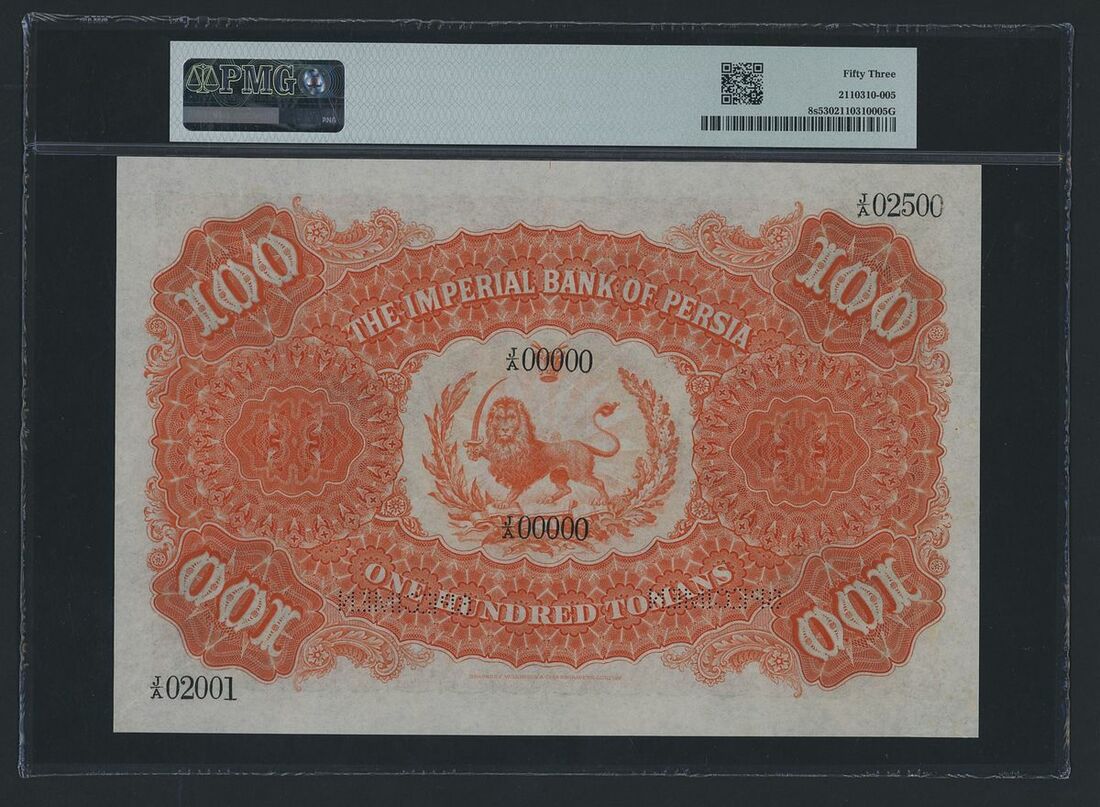 PMG
Fifty Three
2110310-005
8s5302110310005G
PNG
J/A 02500
100
100
THE IMPERIAL BANK OF PERSIA
J/A 00000
J/A 00000
ONE HUNDRED TOMANS
100
100
J/A 02001